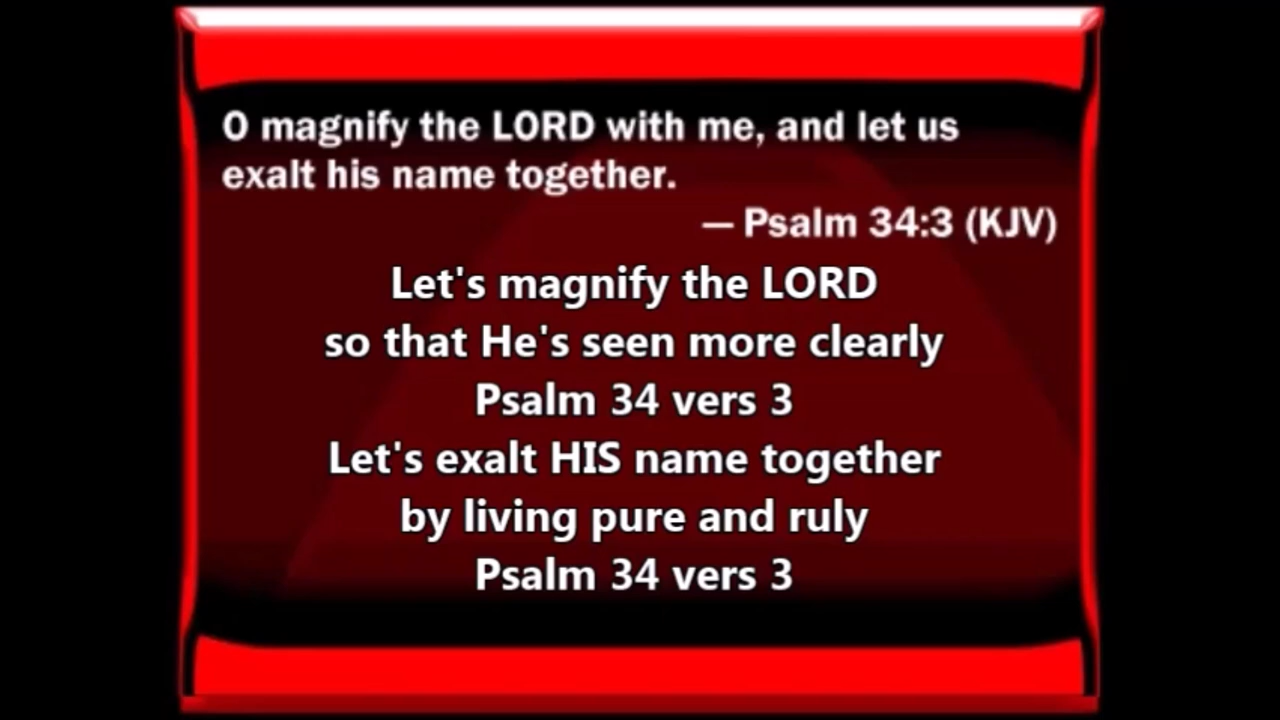 O magnify the LORD with me, and let us
exalt his name together.
— Psalm 34:3 (KJV)
Let's magnify the LORD
so that He's seen more clearly
Psalm 34 vers 3
Let's exalt HIS name together
by living pure and ruly
Psalm 34 vers 3